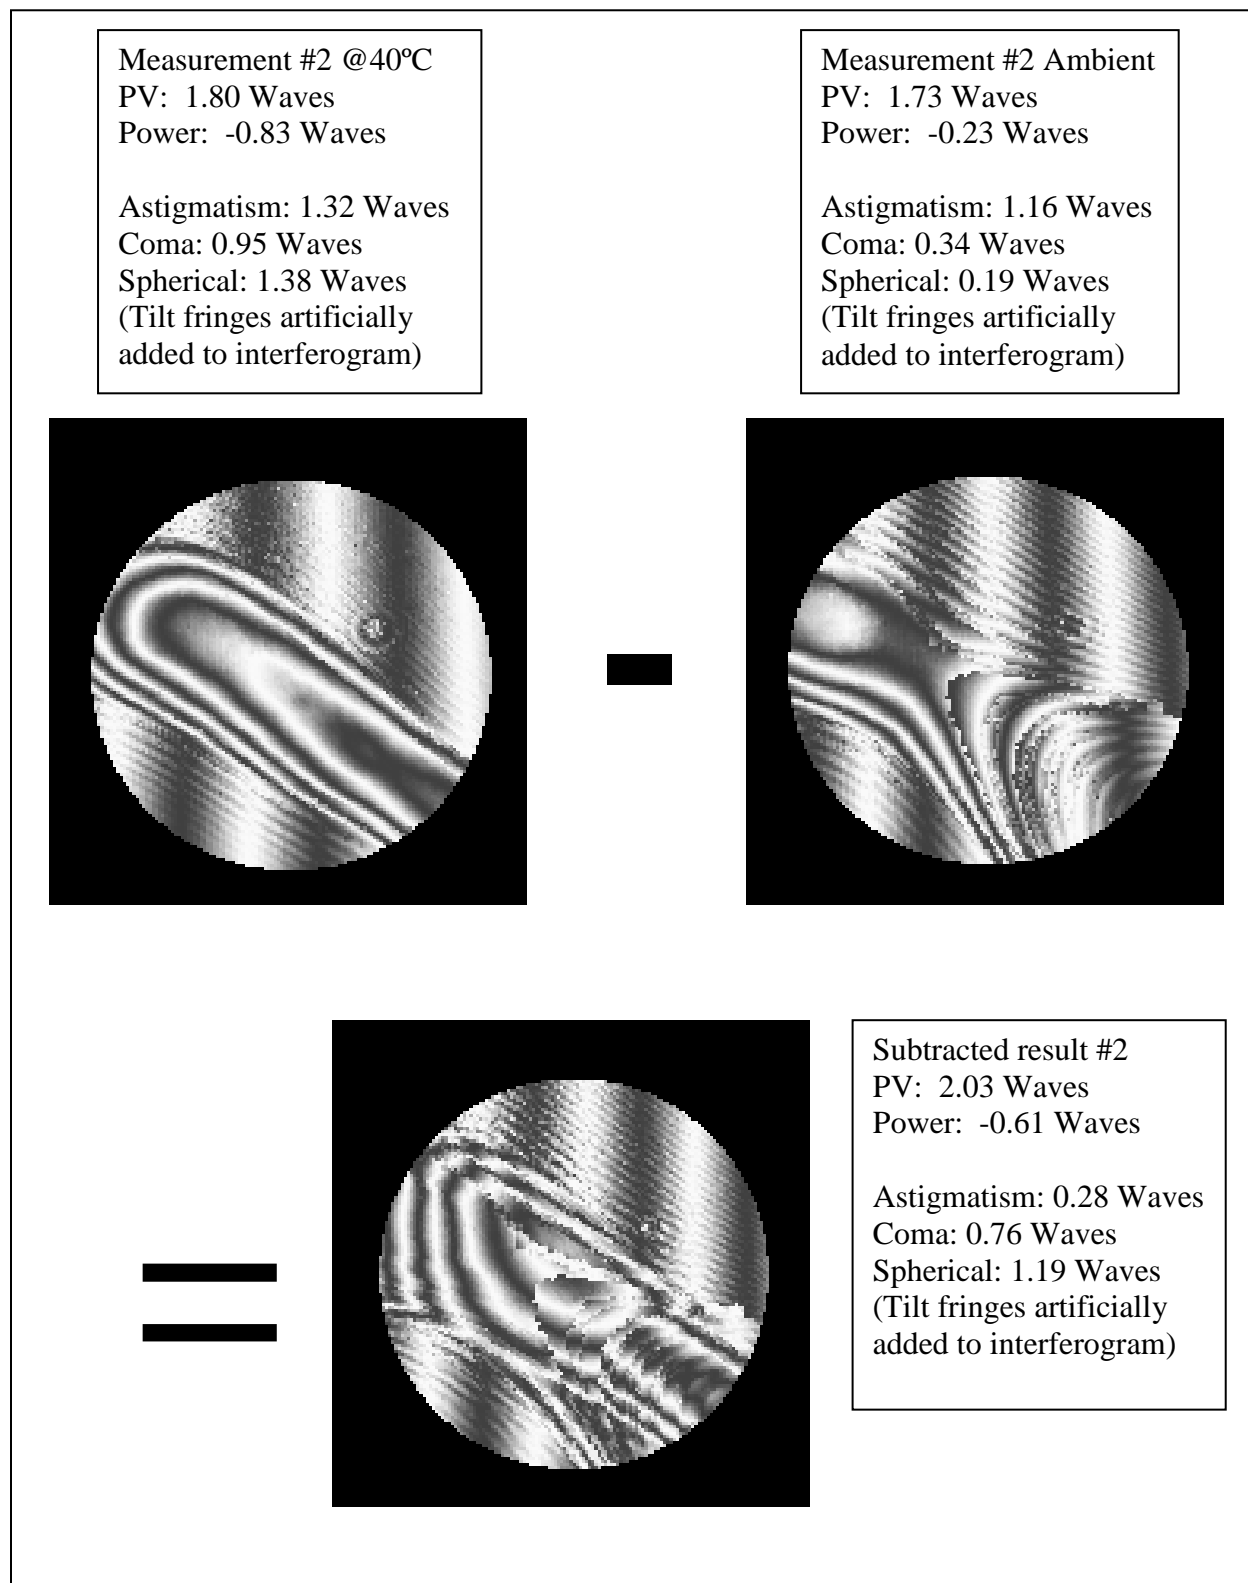 Measurement #2 @40ºC
PV:  1.80 Waves
Power:  -0.83 Waves
Astigmatism: 1.32 Waves
Coma: 0.95 Waves
Spherical: 1.38 Waves
(Tilt fringes artificially
added to interferogram)
Measurement #2 Ambient
PV:  1.73 Waves
Power:  -0.23 Waves
Astigmatism: 1.16 Waves
Coma: 0.34 Waves
Spherical: 0.19 Waves
(Tilt fringes artificially
added to interferogram)
Subtracted result #2
PV:  2.03 Waves
Power:  -0.61 Waves
Astigmatism: 0.28 Waves
Coma: 0.76 Waves
Spherical: 1.19 Waves
(Tilt fringes artificially
added to interferogram)